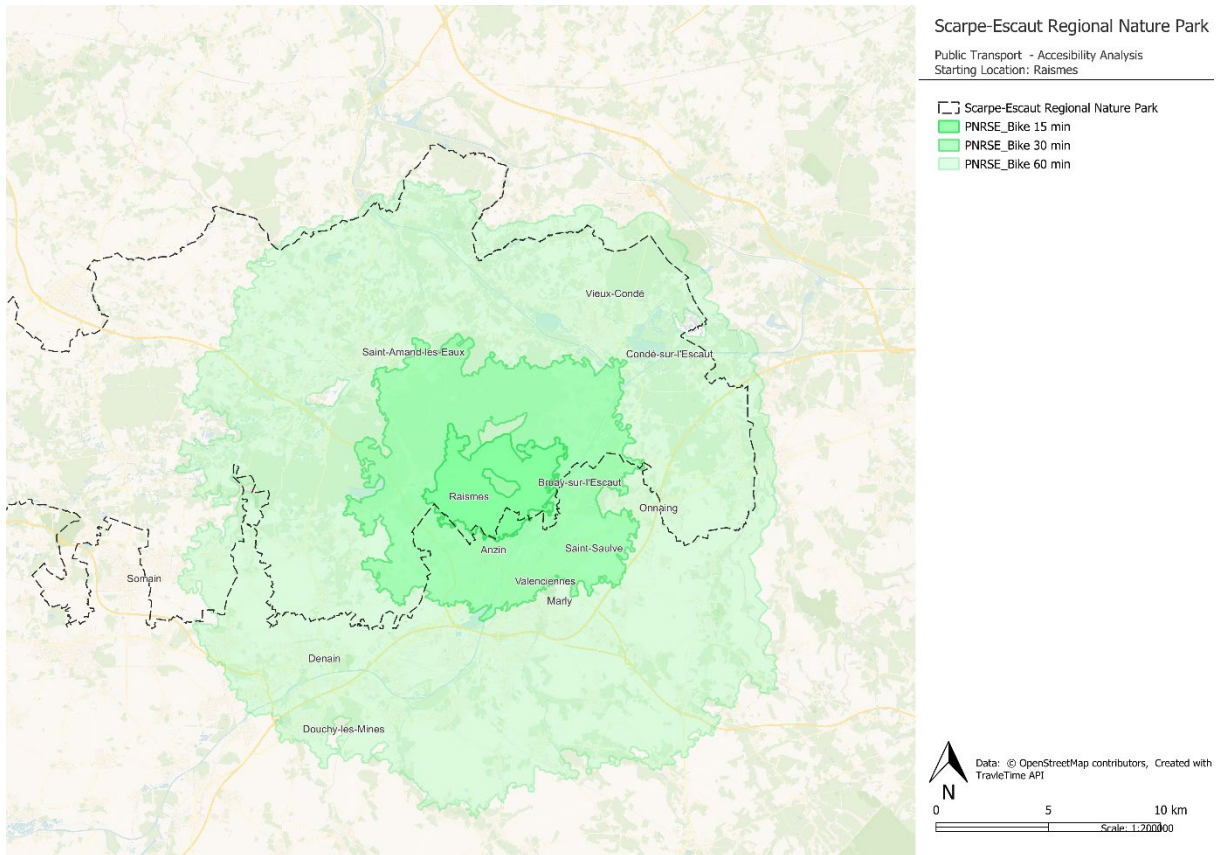 Scarpe-Escaut Regional Nature Park
Public Transport - Accesibility Analysis
Starting Location: Raismes
Scarpe-Escaut Regional Nature Park
PNRSE_Bike 15 min
PNRSE_Bike 30 min
PNRSE_Bike 60 min
Vieux-Condé
Saint-Amand-les-Eaux
Condé-sur-l'Escaut
Bruay-sur-l'Escaut
Raismes
Onnaing
Anzin
Saint-Saulve
Somain
Valenciennes
Marly
Denain
Douchy-les-Mines
N
Data: © OpenStreetMap contributors, Created with
TravleTime API
0 5 10 km
Scale: 1:200000